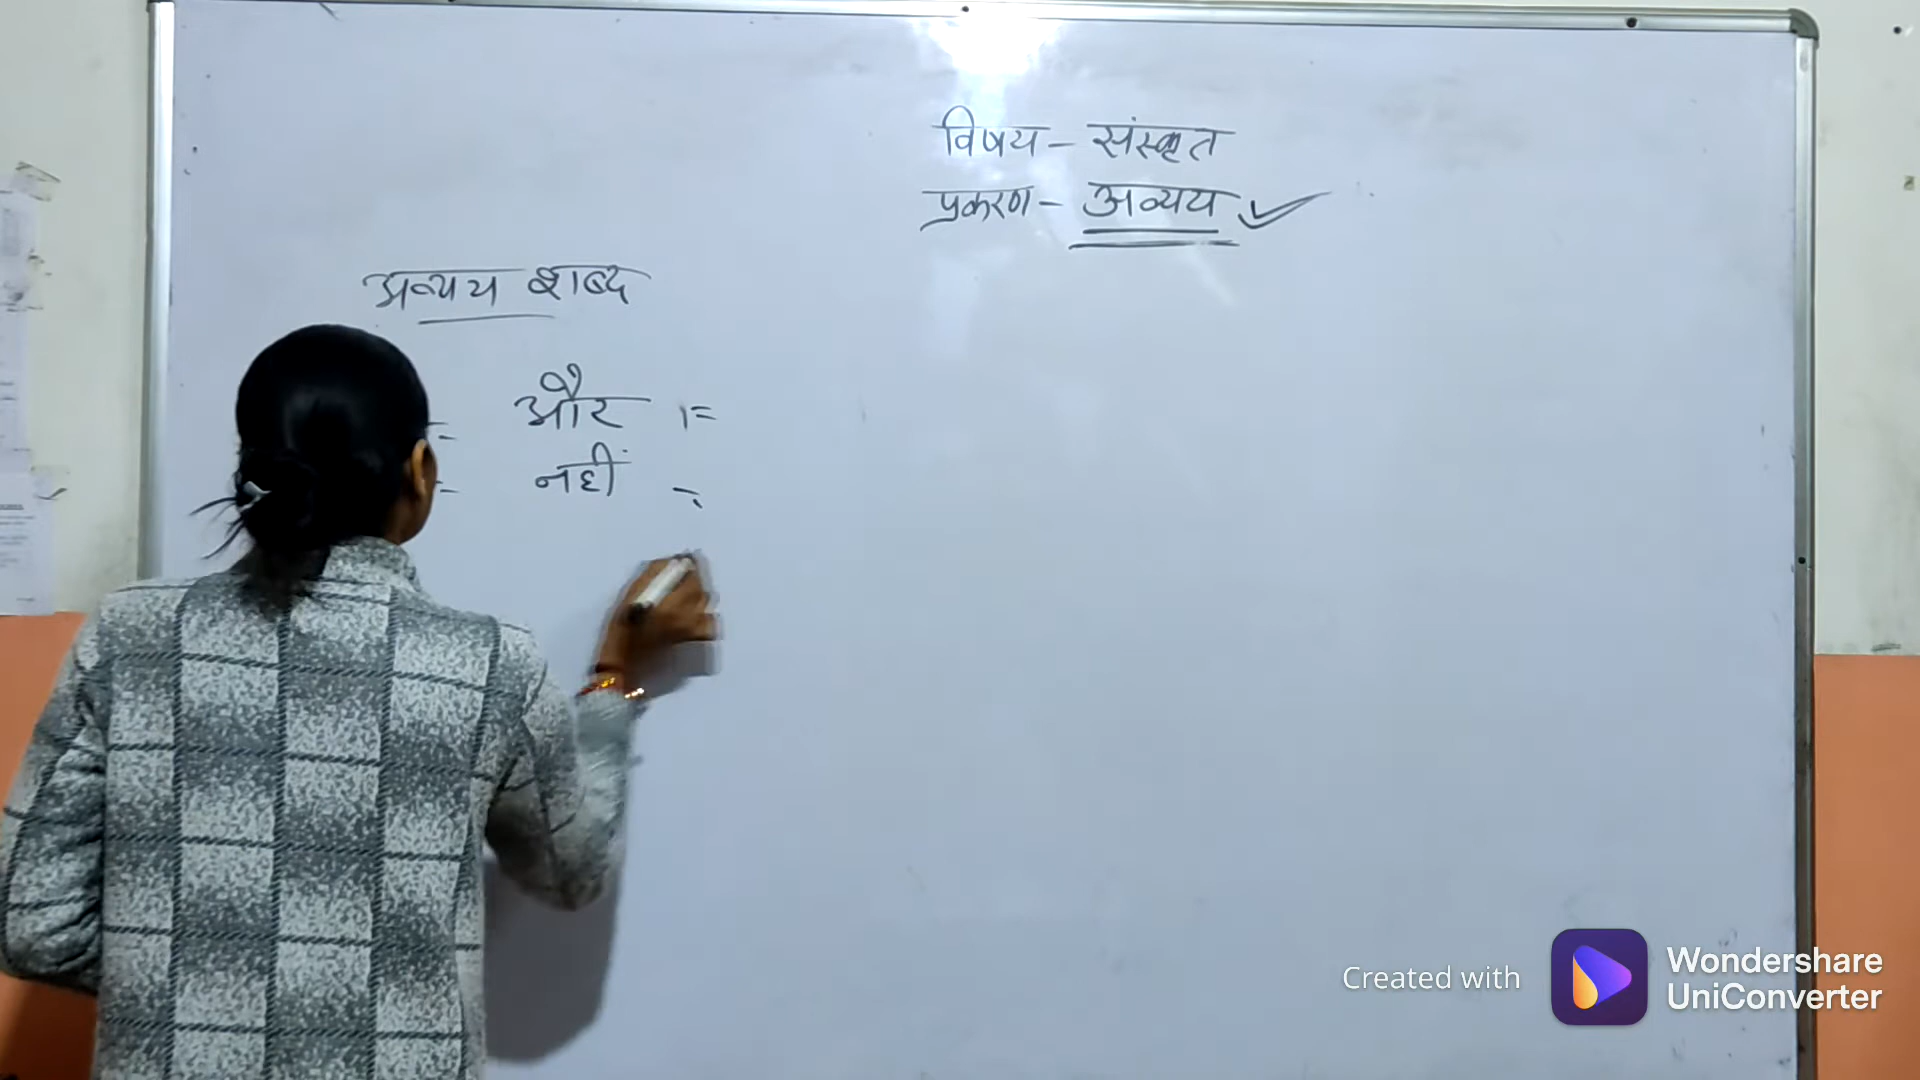 विषय - संस्कृत
प्रकरण - अव्यय
अव्यय शब्द
और =
नहीं =
Created with Wondershare UniConverter